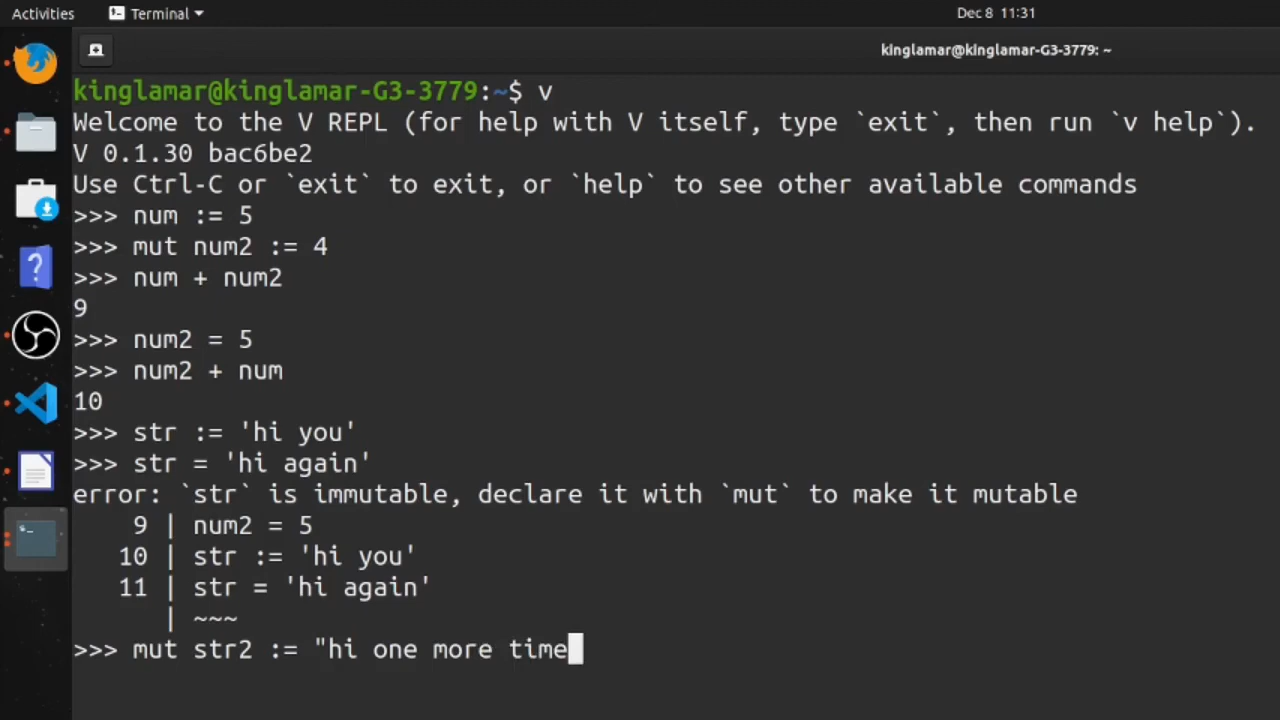 Activities
Terminal
Dec 8 11:31
kinglamar@kinglamar-G3-3779: ~
kinglamar@kinglamar-G3-3779:~$ v
Welcome to the V REPL (for help with V itself, type `exit`, then run `v help`).
V 0.1.30 bac6be2
Use Ctrl-C or `exit` to exit, or `help` to see other available commands
>>> num := 5
>>> mut num2 := 4
>>> num + num2
9
>>> num2 = 5
>>> num2 + num
10
>>> str := 'hi you'
>>> str = 'hi again'
error: `str` is immutable, declare it with `mut` to make it mutable
    9 | num2 = 5
   10 | str := 'hi you'
   11 | str = 'hi again'
      | ~~~
>>> mut str2 := "hi one more time